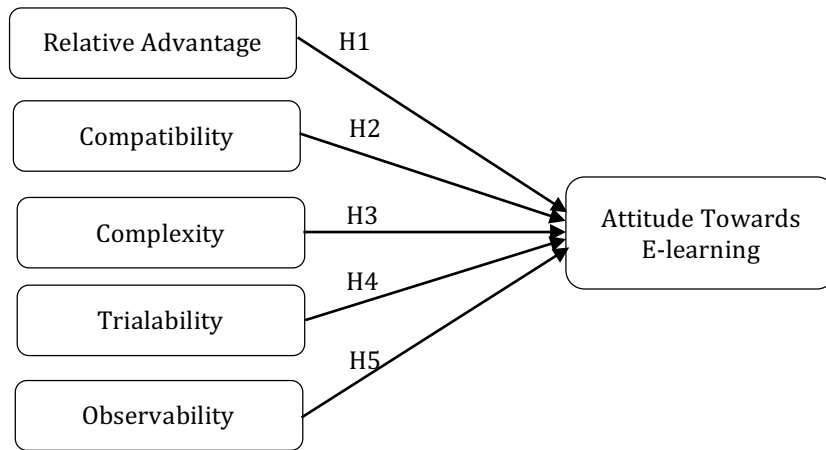 Relative Advantage
H1
Compatibility
H2
Complexity
H3
Trialability
H4
Observability
H5
Attitude Towards
E-learning